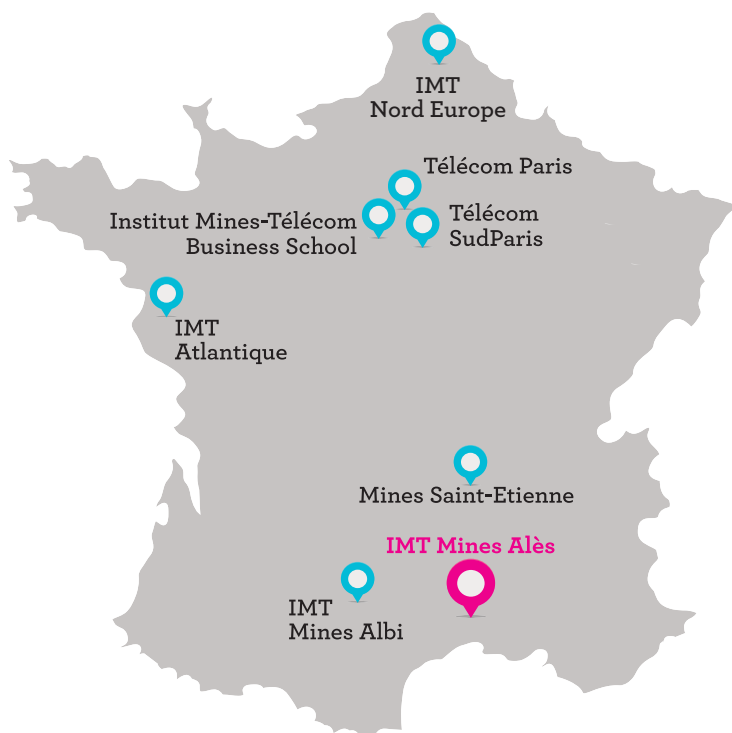 IMT
Nord Europe
Télécom Paris
Institut Mines-Télécom
Business School
Télécom
SudParis
IMT
Atlantique
Mines Saint-Etienne
IMT Mines Alès
IMT
Mines Albi